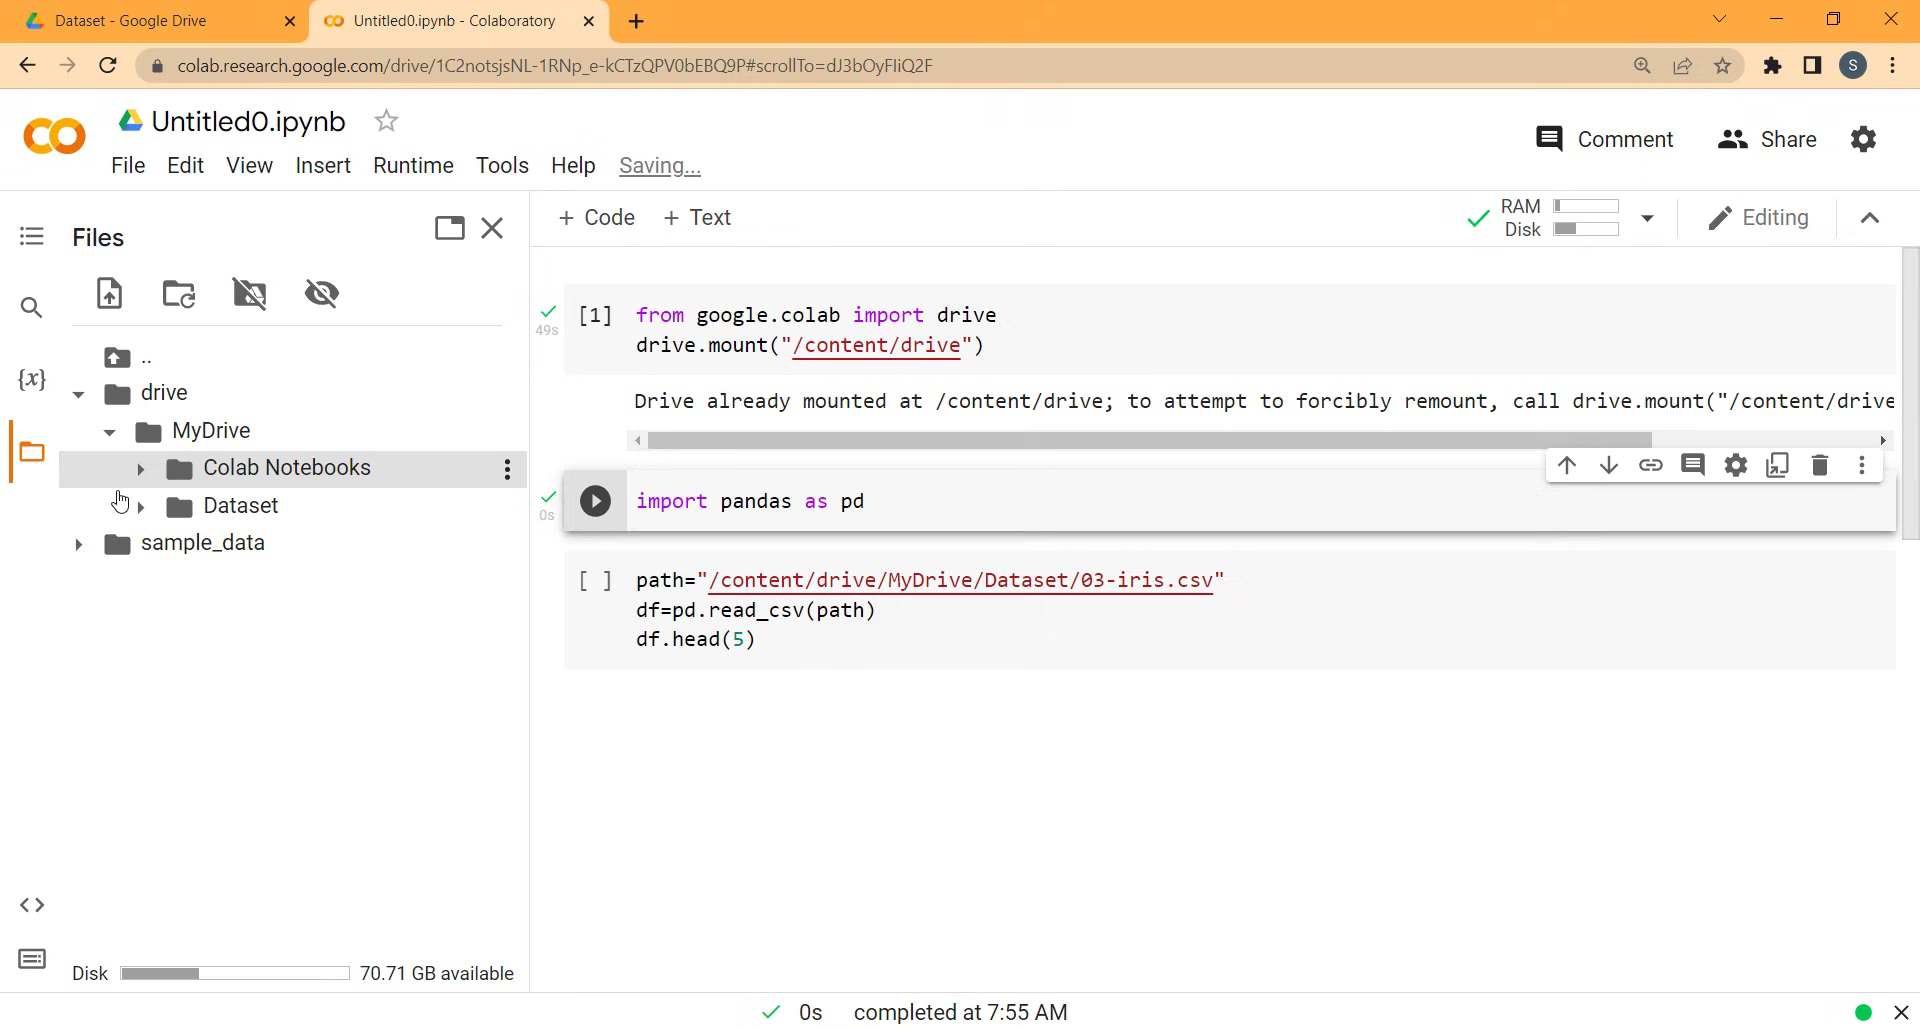 Dataset - Google Drive
Untitled0.ipynb - Colaboratory
colab.research.google.com/drive/1C2notsjsNL-1RNp_e-kCTzQPV0bEBQ9P#scrollTo=dJ3bOyFIiQ2F
S
Untitled0.ipynb
File Edit View Insert Runtime Tools Help Saving...
Comment
Share
Files
+ Code + Text
RAM
Disk
Editing
..
drive
MyDrive
Colab Notebooks
Dataset
sample_data
{x}
49s
[1] from google.colab import drive
drive.mount("/content/drive")
Drive already mounted at /content/drive; to attempt to forcibly remount, call drive.mount("/content/drive
0s
import pandas as pd
[ ] path="/content/drive/MyDrive/Dataset/03-iris.csv"
df=pd.read_csv(path)
df.head(5)
Disk 70.71 GB available
0s completed at 7:55 AM